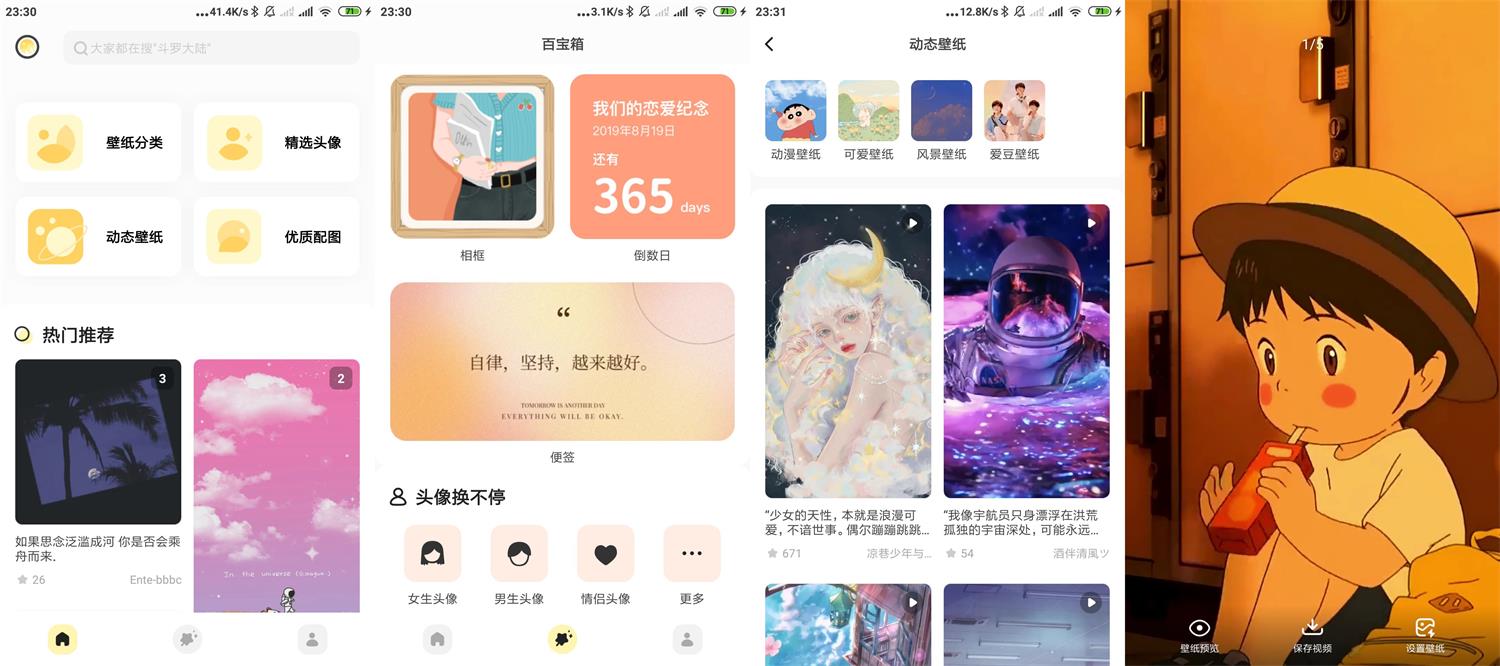 23:30
...41.4K/s
71
大家都在搜"斗罗大陆"
壁纸分类
精选头像
动态壁纸
优质配图
热门推荐
3
如果思念泛滥成河 你是否会乘
舟而来.
26
Ente-bbbc
2
In the universe
23:30
...3.1K/s
71
百宝箱
相框
我们的恋爱纪念
2019年8月19日
还有
365 days
倒数日
“
自律，坚持，越来越好。
TOMORROW IS ANOTHER DAY
EVERYTHING WILL BE OKAY.
便签
头像换不停
女生头像
男生头像
情侣头像
更多
23:31
...12.8K/s
71
动态壁纸
动漫壁纸
可爱壁纸
风景壁纸
爱豆壁纸
“少女的天性，本就是浪漫可
爱，不谙世事。偶尔蹦蹦跳跳...
671
凉巷少年与...
“我像宇航员只身漂浮在洪荒
孤独的宇宙深处，可能永远...
54
酒伴清風ツ
1/5
壁纸预览
保存视频
设置壁纸